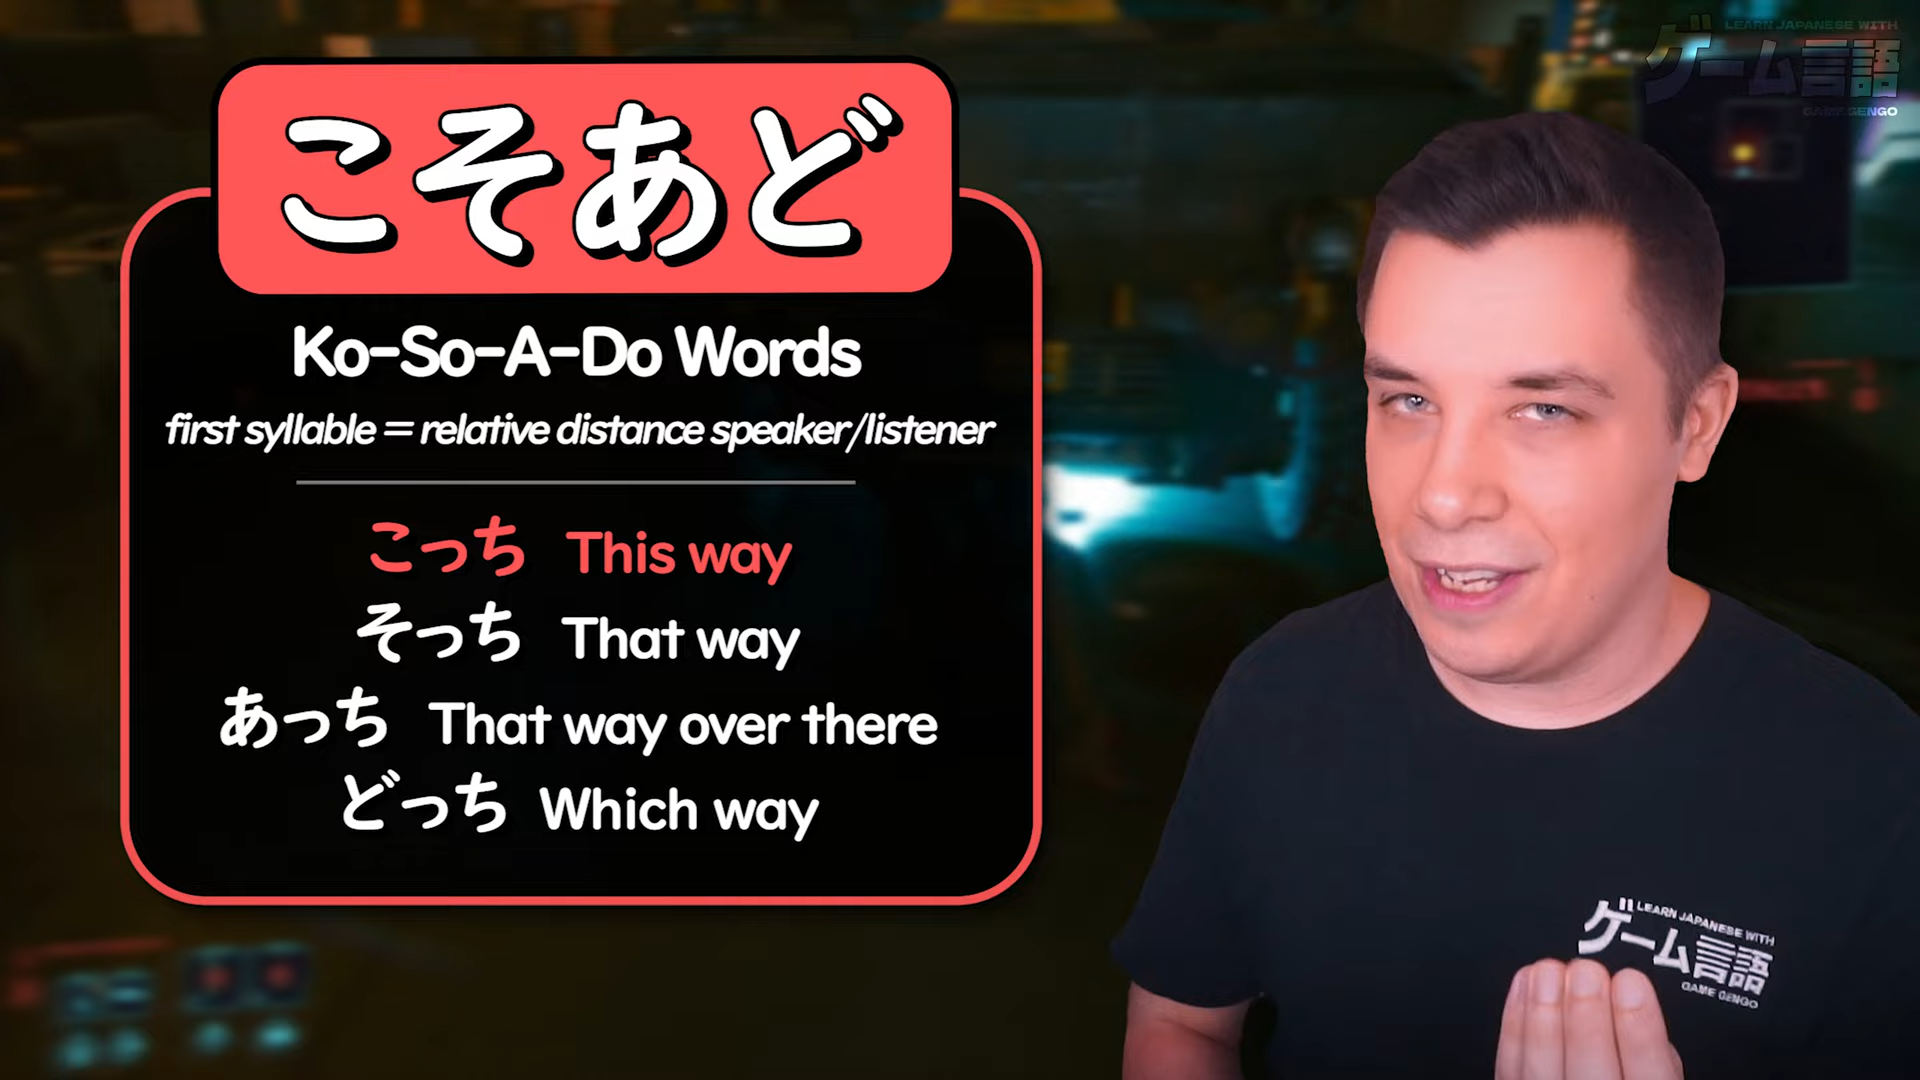 こそあど
Ko-So-A-Do Words
first syllable = relative distance speaker/listener
こっち This way
そっち That way
あっち That way over there
どっち Which way
LEARN JAPANESE WITH
ゲーム言語
GAME GENGO
LEARN JAPANESE WITH
ゲーム言語
GAME GENGO